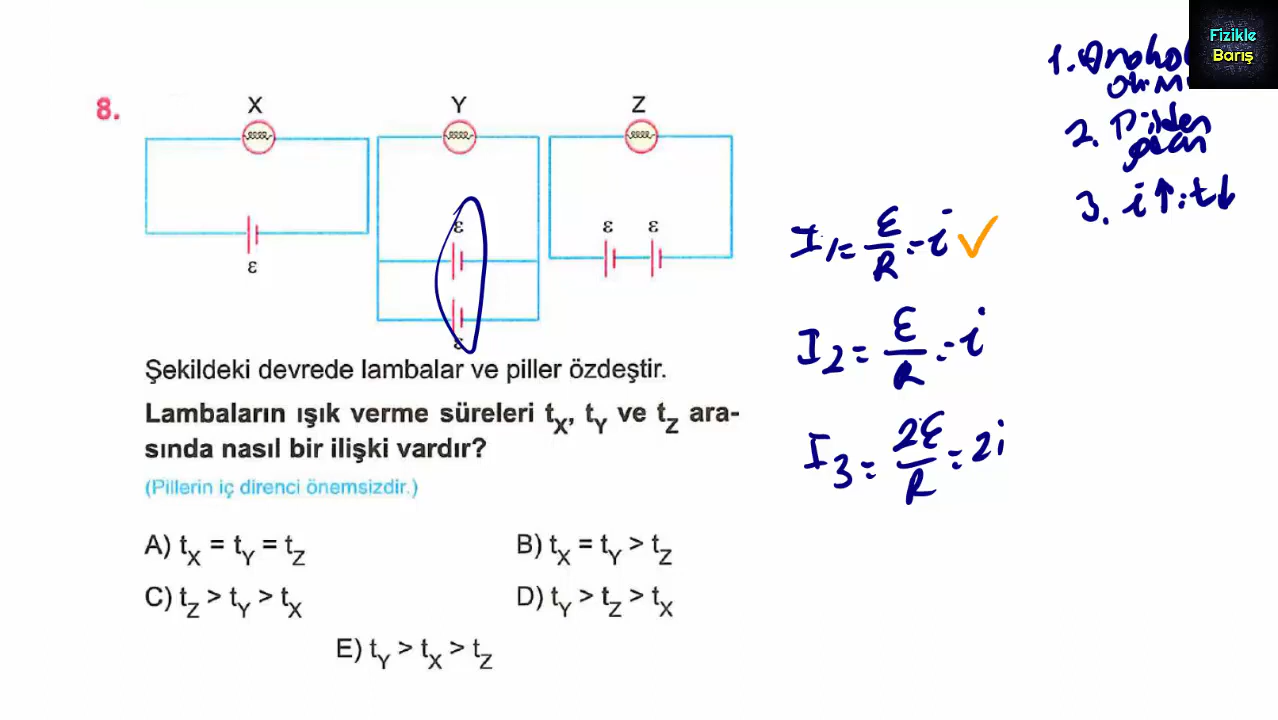 Fizikle
Barış
8.
X
Y
Z
ε
ε
ε
ε
ε
1.
2. Pilden
3. i↑:t↓
I₁ = ε/R = i ✓
I₂ = ε/R = i
I₃ = 2ε/R = 2i
Şekildeki devrede lambalar ve piller özdeştir.
Lambaların ışık verme süreleri tX, tY ve tZ ara-
sında nasıl bir ilişki vardır?
(Pillerin iç direnci önemsizdir.)
A) tX = tY = tZ
B) tX = tY > tZ
C) tZ > tY > tX
D) tY > tZ > tX
E) tY > tX > tZ